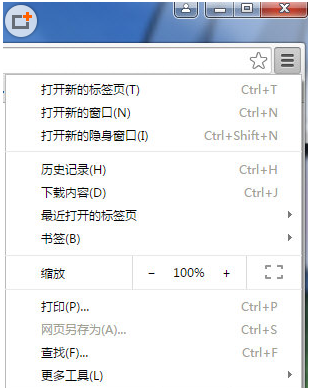 打开新的标签页(T) Ctrl+T
打开新的窗口(N) Ctrl+N
打开新的隐身窗口(I) Ctrl+Shift+N
历史记录(H) Ctrl+H
下载内容(D) Ctrl+J
最近打开的标签页
书签(B)
缩放 − 100% +
打印(P)... Ctrl+P
网页另存为(A)... Ctrl+S
查找(F)... Ctrl+F
更多工具(L)